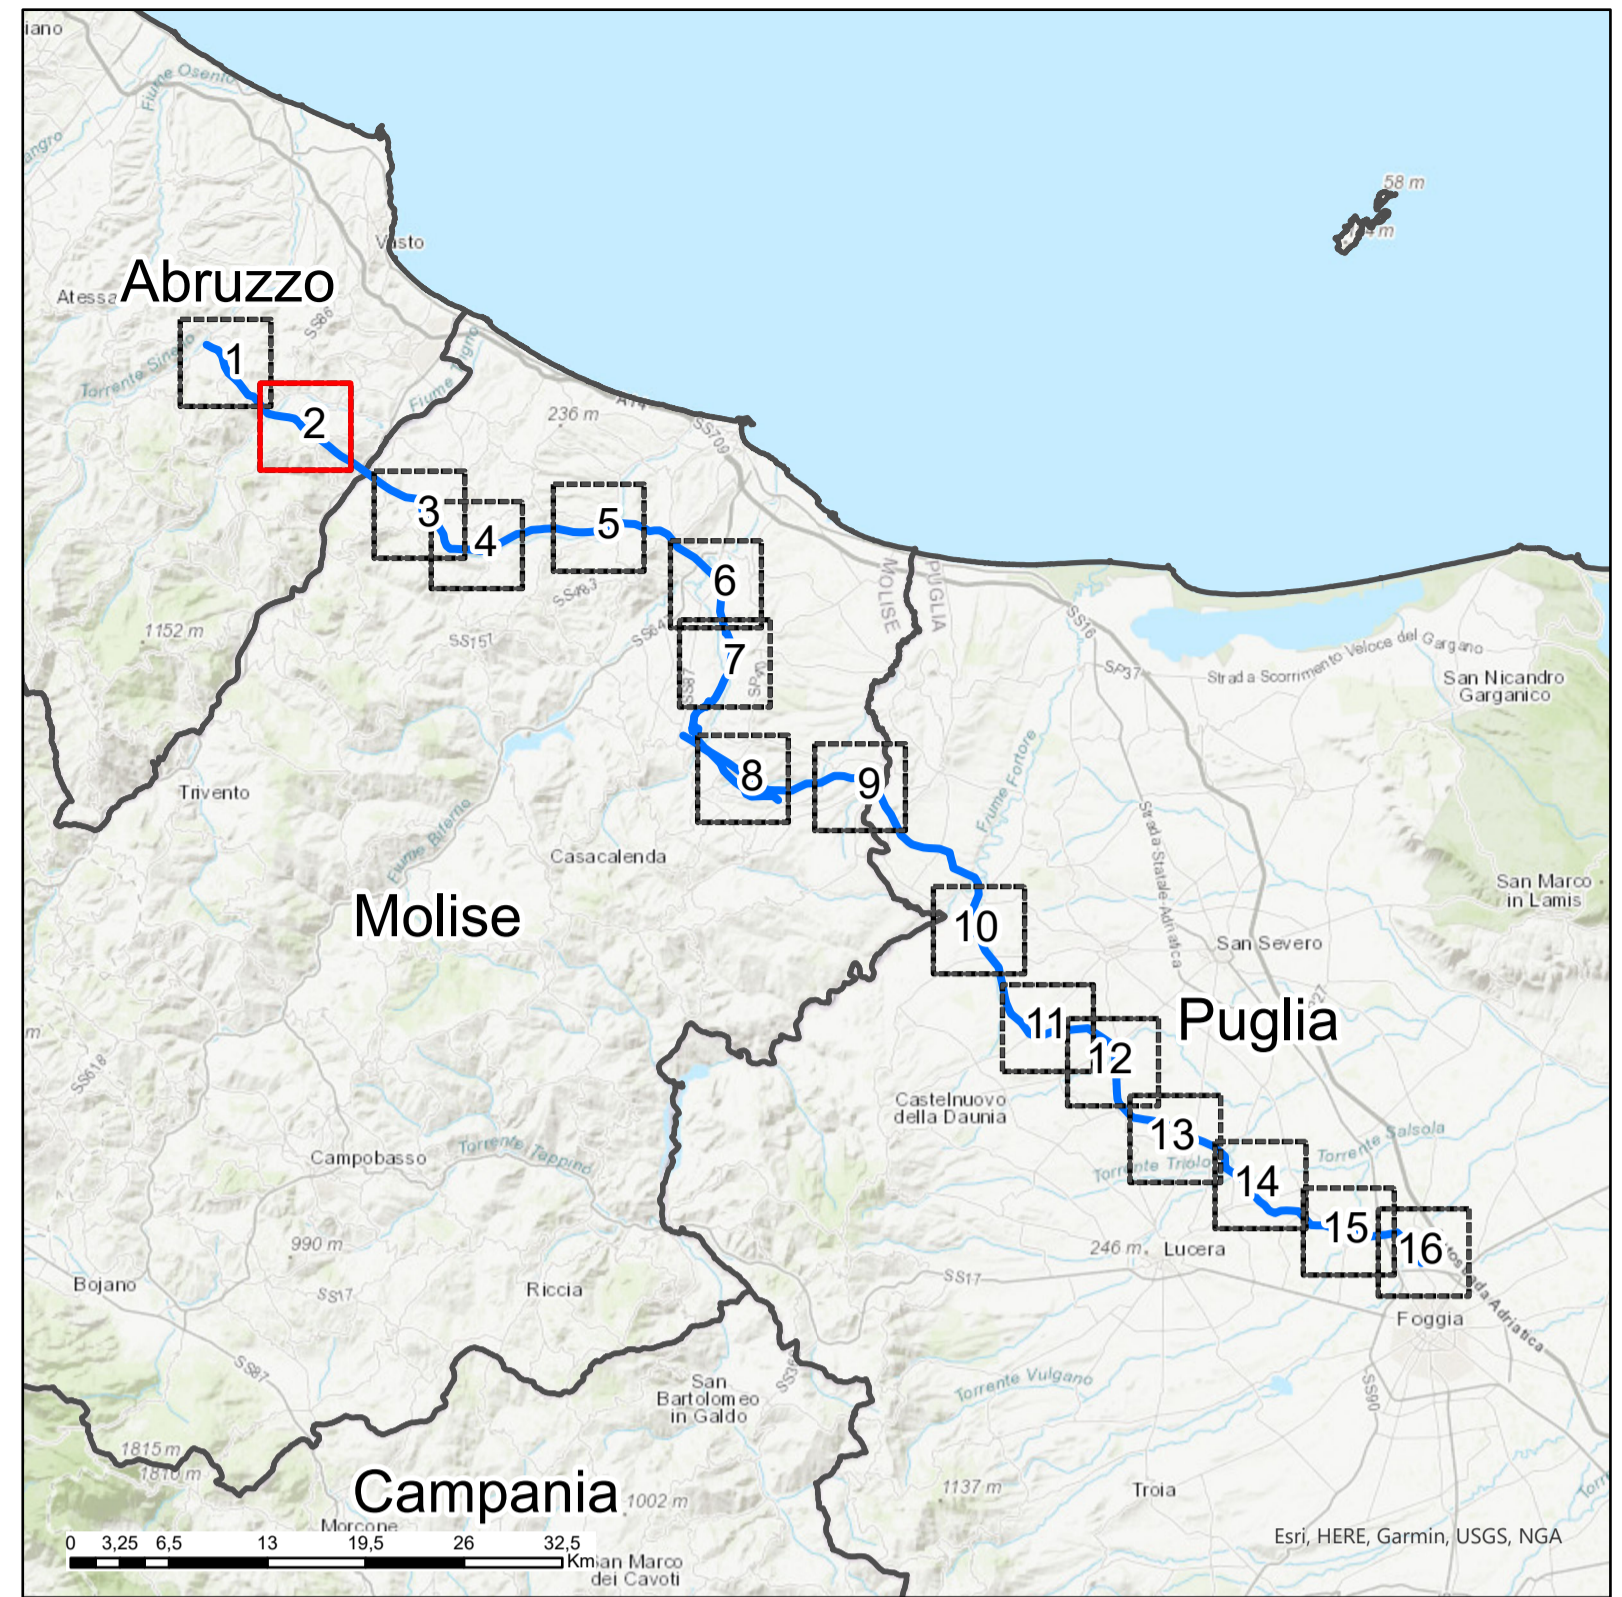 iano
Fiume Osento
angro
58 m
Vasto
Abruzzo
Atessa
SS86
1
Torrente Sinello
Fiume Trigno
2
236 m
A14
SS709
3
4
5
SS483
6
MOLISE
PUGLIA
SS16
1152 m
SS157
SS647
7
SS87
SP40
SP37
Strada Scorrimento Veloce del Gargano
San Nicandro
Garganico
Trivento
8
9
Fiume Fortore
Strada Statale Adriatica
Fiume Biferno
Casacalenda
San Marco
in Lamis
Molise
10
San Severo
11
Puglia
12
m
SS618
Castelnuovo
della Daunia
13
Torrente Salsola
Campobasso
Torrente Tappino
Torrente Triolo
14
15
16
990 m
246 m
Lucera
Bojano
Riccia
SS17
SS17
Foggia
SS87
San
Bartolomeo
in Galdo
Torrente Vulgano
SS90
1815 m
1810 m
Campania
1002 m
1137 m
Troia
Morcone
0 3,25 6,5 13 19,5 26 32,5
Km
San Marco
dei Cavoti
Esri, HERE, Garmin, USGS, NGA